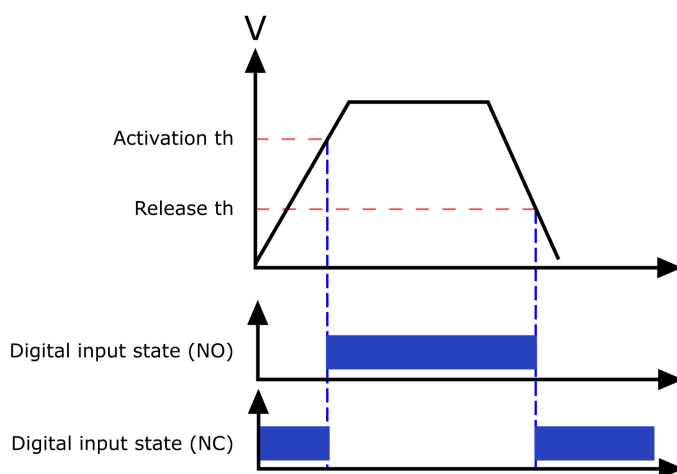 V
Activation th
Release th
Digital input state (NO)
Digital input state (NC)